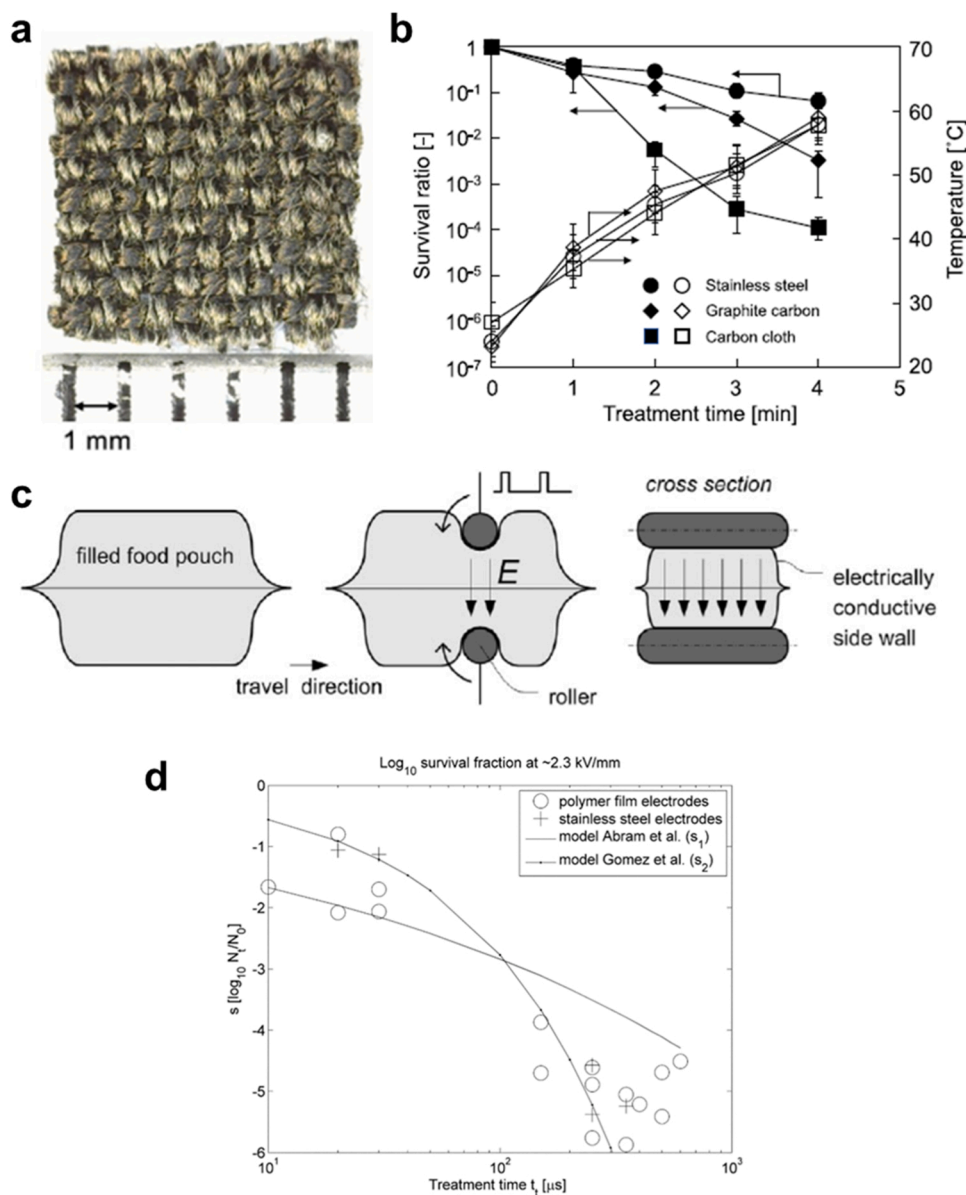 a
1 mm
b
Survival ratio [-]
1
10⁻¹
10⁻²
10⁻³
10⁻⁴
10⁻⁵
10⁻⁶
10⁻⁷
70
60
50
40
30
20
Temperature [˚C]
Stainless steel
Graphite carbon
Carbon cloth
0
1
2
3
4
5
Treatment time [min]
c
filled food pouch
travel direction
E
roller
cross section
electrically
conductive
side wall
d
Log₁₀ survival fraction at ~2.3 kV/mm
polymer film electrodes
stainless steel electrodes
model Abram et al. (s₁)
model Gomez et al. (s₂)
s [log₁₀ Nₜ/N₀]
0
-1
-2
-3
-4
-5
-6
10¹
10²
10³
Treatment time tₜ [μs]